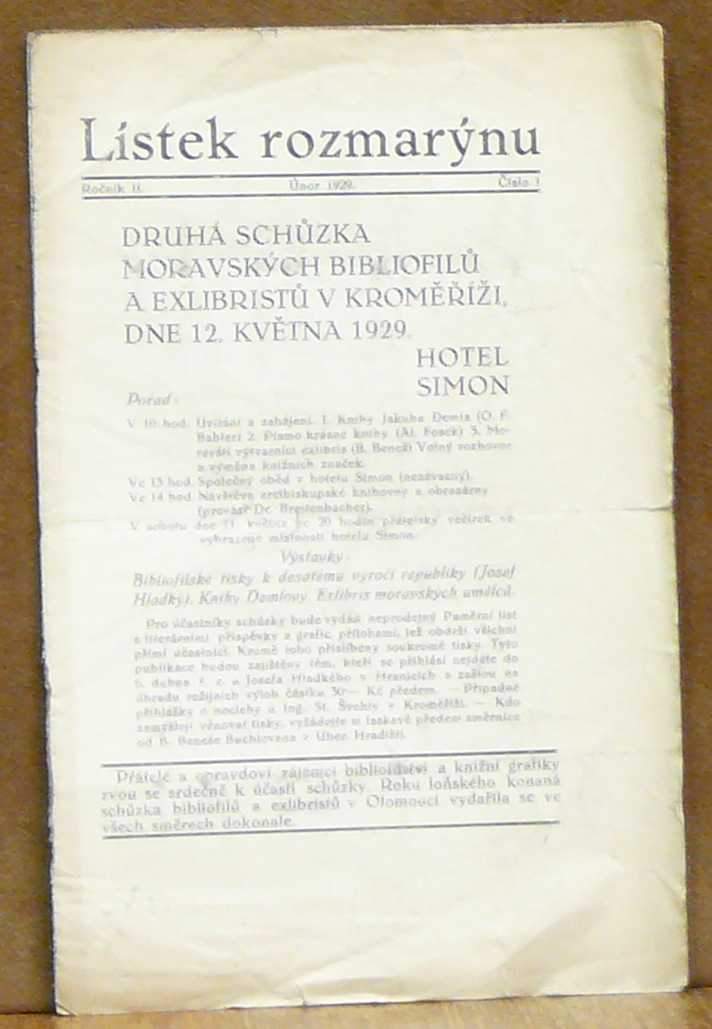 Lístek rozmarýnu
Ročník II. Únor 1929. Číslo 1
DRUHÁ SCHŮZKA
MORAVSKÝCH BIBLIOFILŮ
A EXLIBRISTŮ V KROMĚŘÍŽI,
DNE 12. KVĚTNA 1929.
HOTEL
SIMON
Pořad:
V 10 hod. Uvítání a zahájení. 1. Knihy Jakuba Demla (O. F.
Babler) 2. Písmo krásné knihy (Al. 3. Mo-
ravští výtvarníci exlibris (B. Beneš) Volný rozhovor
a výměna knižních značek.
Ve 13 hod. Společný oběd v hotelu Simon (nezávazný).
Ve 14 hod. Návštěva arcibiskupské knihovny a obrazárny
(provází Dr. Breitenbacher).
V sobotu dne 11. května ve 20 hodin přátelský večírek ve
vyhrazené místnosti hotelu Simon.
Výstavky:
Bibliofilské tisky k desátému výročí republiky (Josef
Hladký). Knihy Demlovy. Exlibris moravských umělců.
Pro účastníky schůzky bude vydán neprodejný Památní list
s literárními příspěvky a grafic. přílohami, jež obdrží všichni
přímí účastníci. Kromě toho přislíbeny soukromé tisky. Tyto
publikace budou zajištěny těm, kteří se přihlásí nejdéle do
dubna t. r. u Josefa Hladkého v Hranicích a zašlou na
úhradu režijních výloh částku 30·— Kč předem. — Případné
přihlášky o noclehy u Ing. St. Švehly v Kroměříži. — Kdo
zamýšlejí věnovat tisky, vyžádejte si laskavě předem směrnice
od B. Beneše Buchlovana v Uher. Hradišti.
Přátelé a opravdoví zájemci bibliofilství a knižní grafiky
zvou se srdečně k účasti schůzky. Roku loňského konaná
schůzka bibliofilů a exlibristů v Olomouci vydařila se ve
všech směrech dokonale.